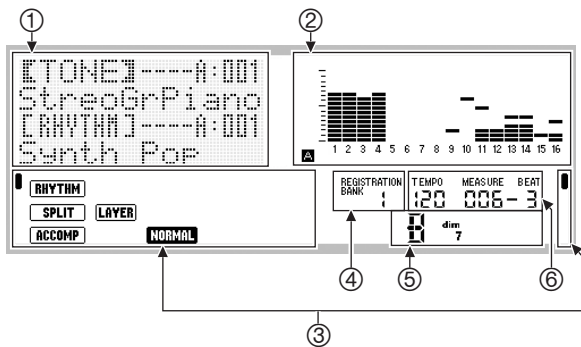 ① ②
[TONE]----A:001
StreoGrPiano
[RHYTHM]----A:001
Synth Pop
A
1 2 3 4 5 6 7 8 9 10 11 12 13 14 15 16
RHYTHM
SPLIT LAYER
ACCOMP NORMAL
REGISTRATION BANK 1
TEMPO MEASURE BEAT
120 006-3
B dim 7
④ ⑤ ⑥
③